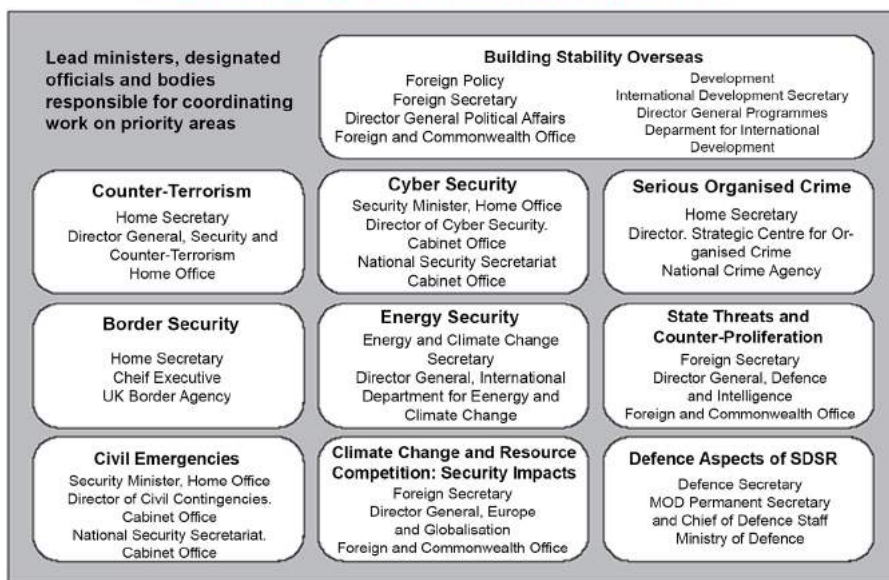 Lead ministers, designated
officials and bodies
responsible for coordinating
work on priority areas
Building Stability Overseas
Foreign Policy
Foreign Secretary
Director General Political Affairs
Foreign and Commonwealth Office
Development
International Development Secretary
Director General Programmes
Deparment for International
Development
Counter-Terrorism
Home Secretary
Director General, Security and
Counter-Terrorism
Home Office
Cyber Security
Security Minister, Home Office
Director of Cyber Security.
Cabinet Office
National Security Secretariat
Cabinet Office
Serious Organised Crime
Home Secretary
Director. Strategic Centre for Or-
ganised Crime
National Crime Agency
Border Security
Home Secretary
Cheif Executive
UK Border Agency
Energy Security
Energy and Climate Change
Secretary
Director General, International
Department for Eenergy and
Climate Change
State Threats and
Counter-Proliferation
Foreign Secretary
Director General, Defence
and Intelligence
Foreign and Commonwealth Office
Civil Emergencies
Security Minister, Home Office
Director of Civil Contingencies.
Cabinet Office
National Security Secretariat.
Cabinet Office
Climate Change and Resource
Competition: Security Impacts
Foreign Secretary
Director General, Europe
and Globalisation
Foreign and Commonwealth Office
Defence Aspects of SDSR
Defence Secretary
MOD Permanent Secretary
and Chief of Defence Staff
Ministry of Defence